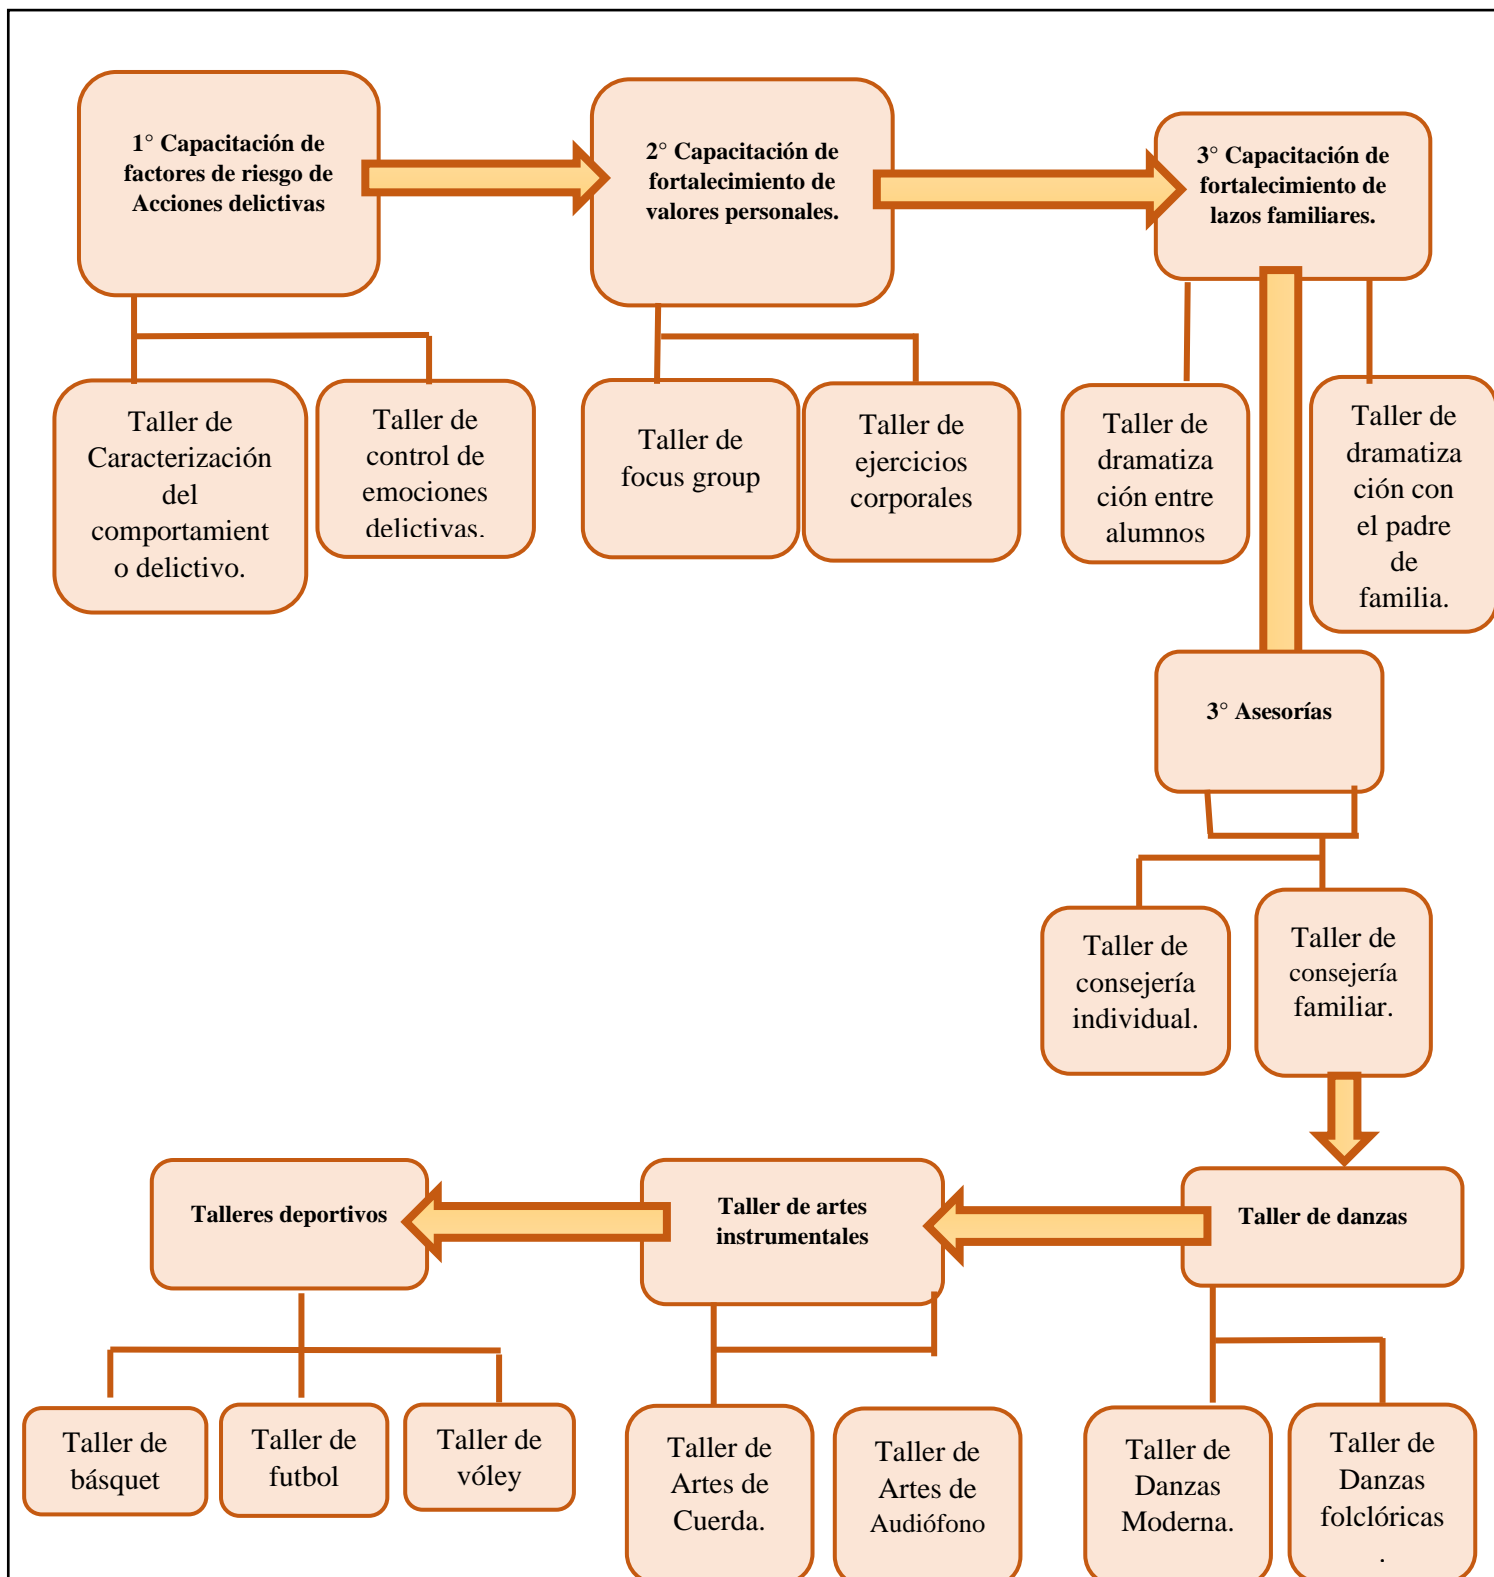 1° Capacitación de
factores de riesgo de
Acciones delictivas
2° Capacitación de
fortalecimiento de
valores personales.
3° Capacitación de
fortalecimiento de
lazos familiares.
Taller de
Caracterización
del
comportamient
o delictivo.
Taller de
control de
emociones
delictivas.
Taller de
focus group
Taller de
ejercicios
corporales
Taller de
dramatiza
ción entre
alumnos
Taller de
dramatiza
ción con
el padre
de
familia.
3° Asesorías
Taller de
consejería
individual.
Taller de
consejería
familiar.
Talleres deportivos
Taller de artes
instrumentales
Taller de danzas
Taller de
básquet
Taller de
futbol
Taller de
vóley
Taller de
Artes de
Cuerda.
Taller de
Artes de
Audiófono
Taller de
Danzas
Moderna.
Taller de
Danzas
folclóricas
.